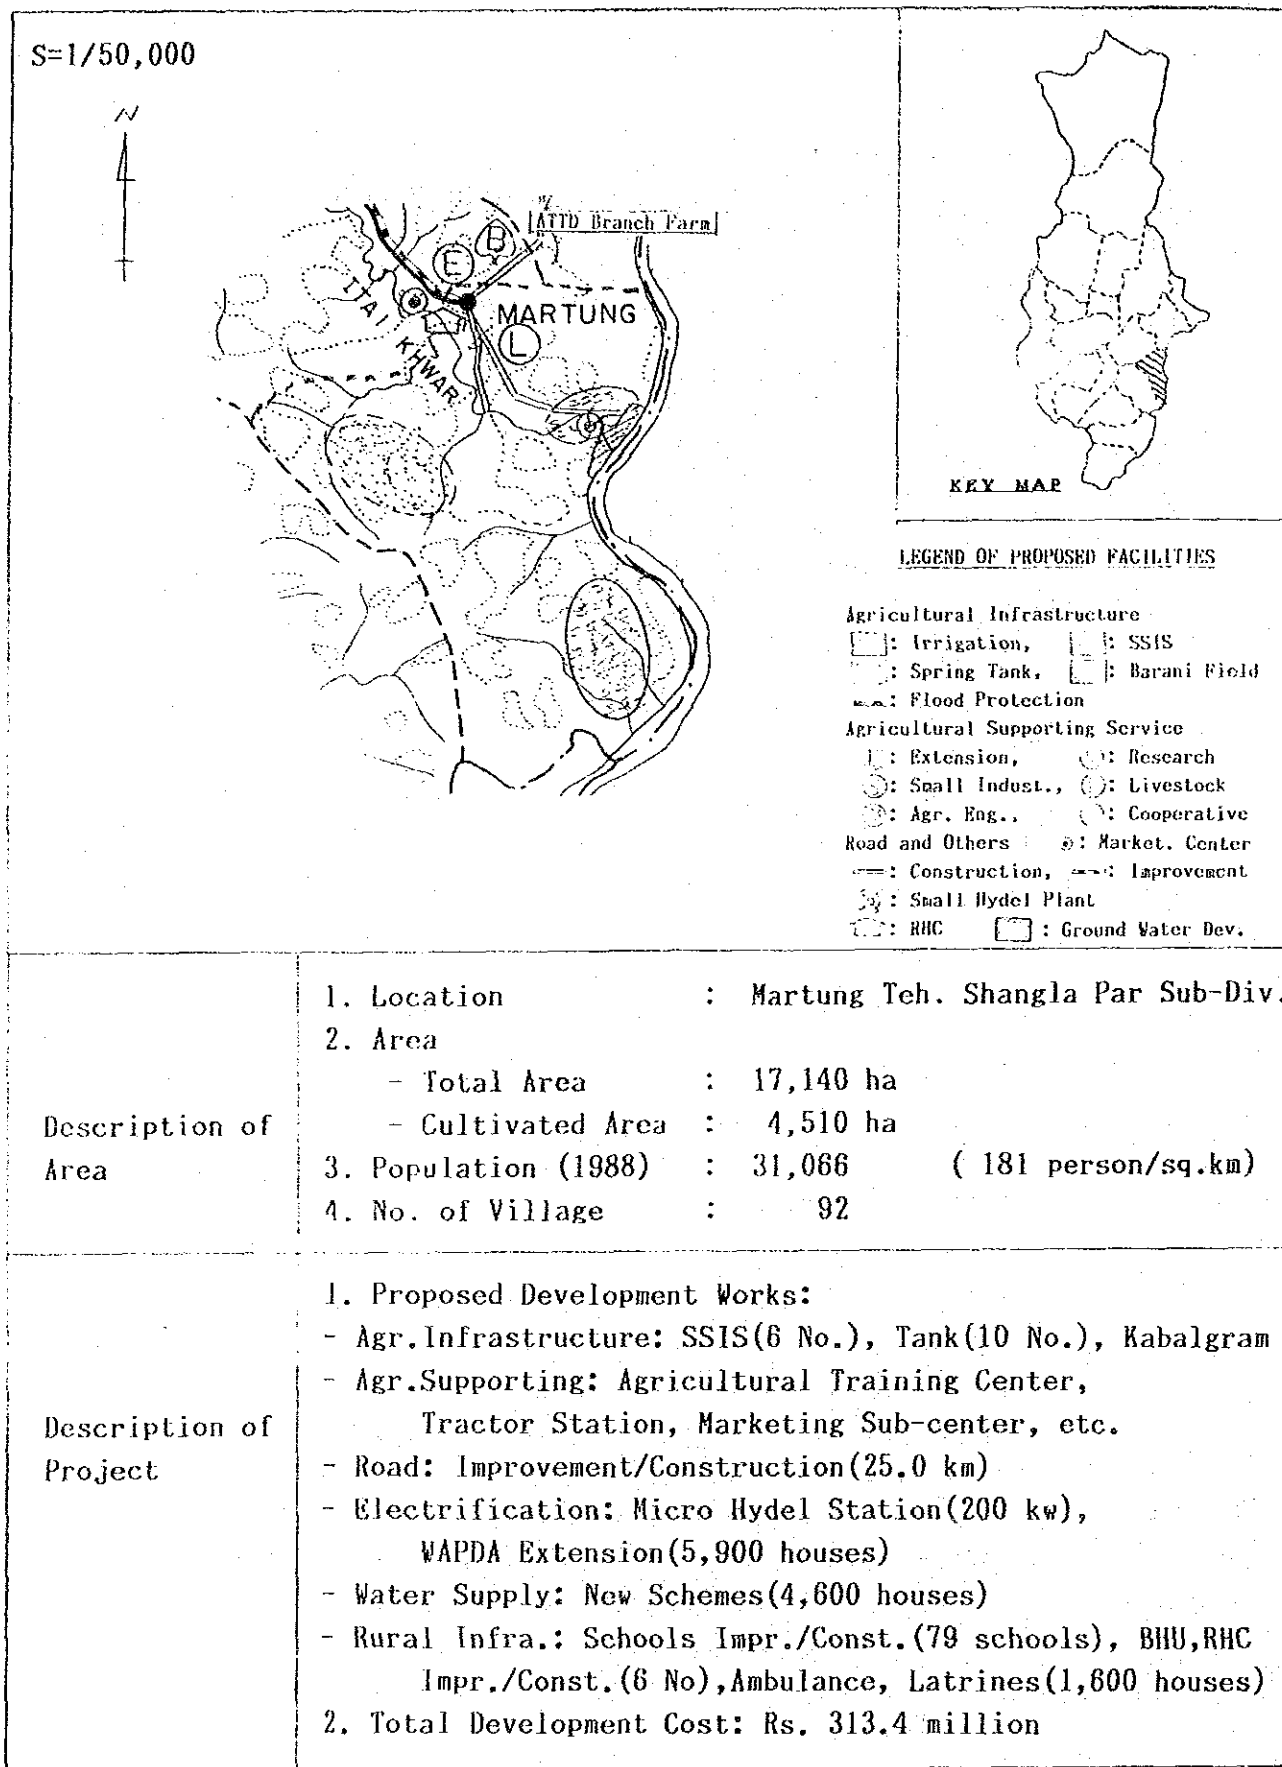 S=1/50,000
N
ATTD Branch Farm
B
E
MARTUNG
L
ITAI KHWAR
KEY MAP
LEGEND OF PROPOSED FACILITIES
Agricultural Infrastructure
: Irrigation, : SSIS
: Spring Tank, : Barani Field
: Flood Protection
Agricultural Supporting Service
: Extension, : Research
: Small Indust., : Livestock
: Agr. Eng., : Cooperative
Road and Others : Market. Center
: Construction, : Improvement
: Small Hydel Plant
: RHC : Ground Water Dev.
Description of
Area
1. Location : Martung Teh. Shangla Par Sub-Div.
2. Area
- Total Area : 17,140 ha
- Cultivated Area : 4,510 ha
3. Population (1988) : 31,066 ( 181 person/sq.km)
4. No. of Village : 92
Description of
Project
1. Proposed Development Works:
- Agr.Infrastructure: SSIS(6 No.), Tank(10 No.), Kabalgram
- Agr.Supporting: Agricultural Training Center,
Tractor Station, Marketing Sub-center, etc.
- Road: Improvement/Construction(25.0 km)
- Electrification: Micro Hydel Station(200 kw),
WAPDA Extension(5,900 houses)
- Water Supply: New Schemes(4,600 houses)
- Rural Infra.: Schools Impr./Const.(79 schools), BHU,RHC
Impr./Const.(6 No),Ambulance, Latrines(1,600 houses)
2. Total Development Cost: Rs. 313.4 million